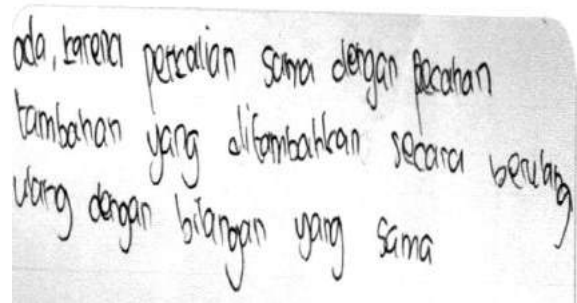 ada, karena perkalian sama dengan pecahan
tambahan yang ditambahkan secara berulang
ulang dengan bilangan yang sama